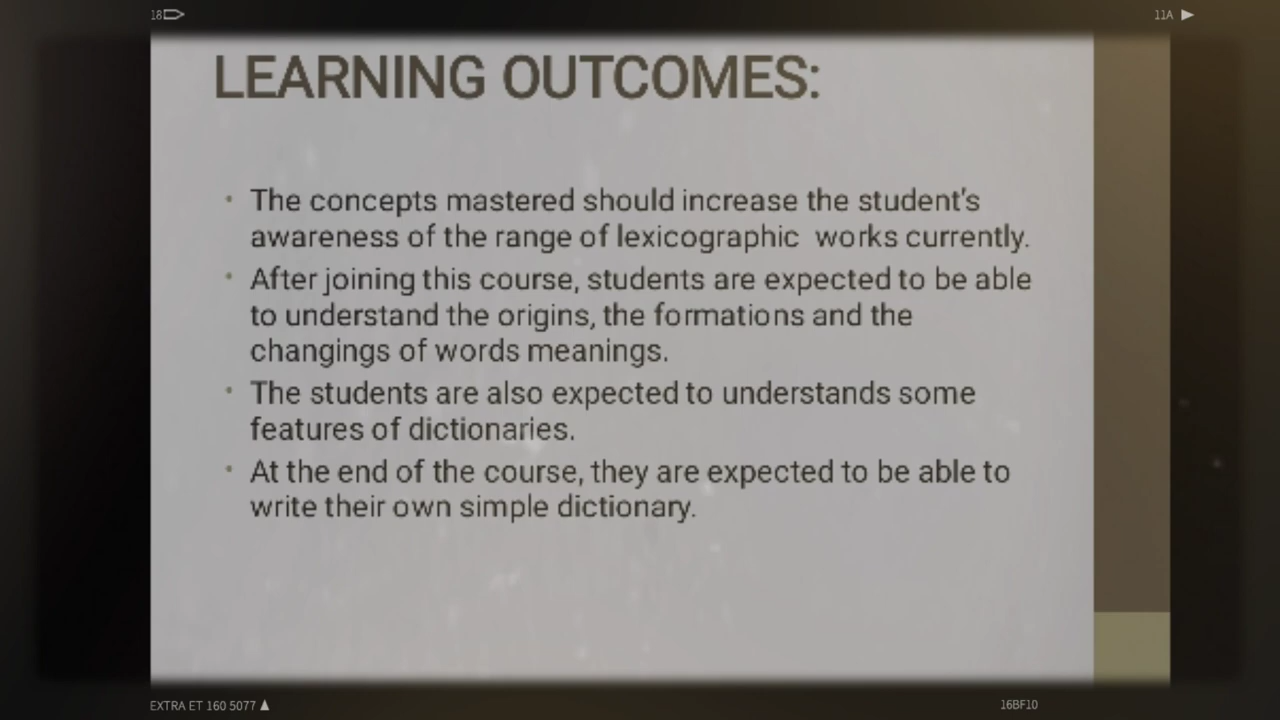 18
11A
LEARNING OUTCOMES:
• The concepts mastered should increase the student's
awareness of the range of lexicographic works currently.
• After joining this course, students are expected to be able
to understand the origins, the formations and the
changings of words meanings.
• The students are also expected to understands some
features of dictionaries.
• At the end of the course, they are expected to be able to
write their own simple dictionary.
EXTRA ET 160 5077
16BF10